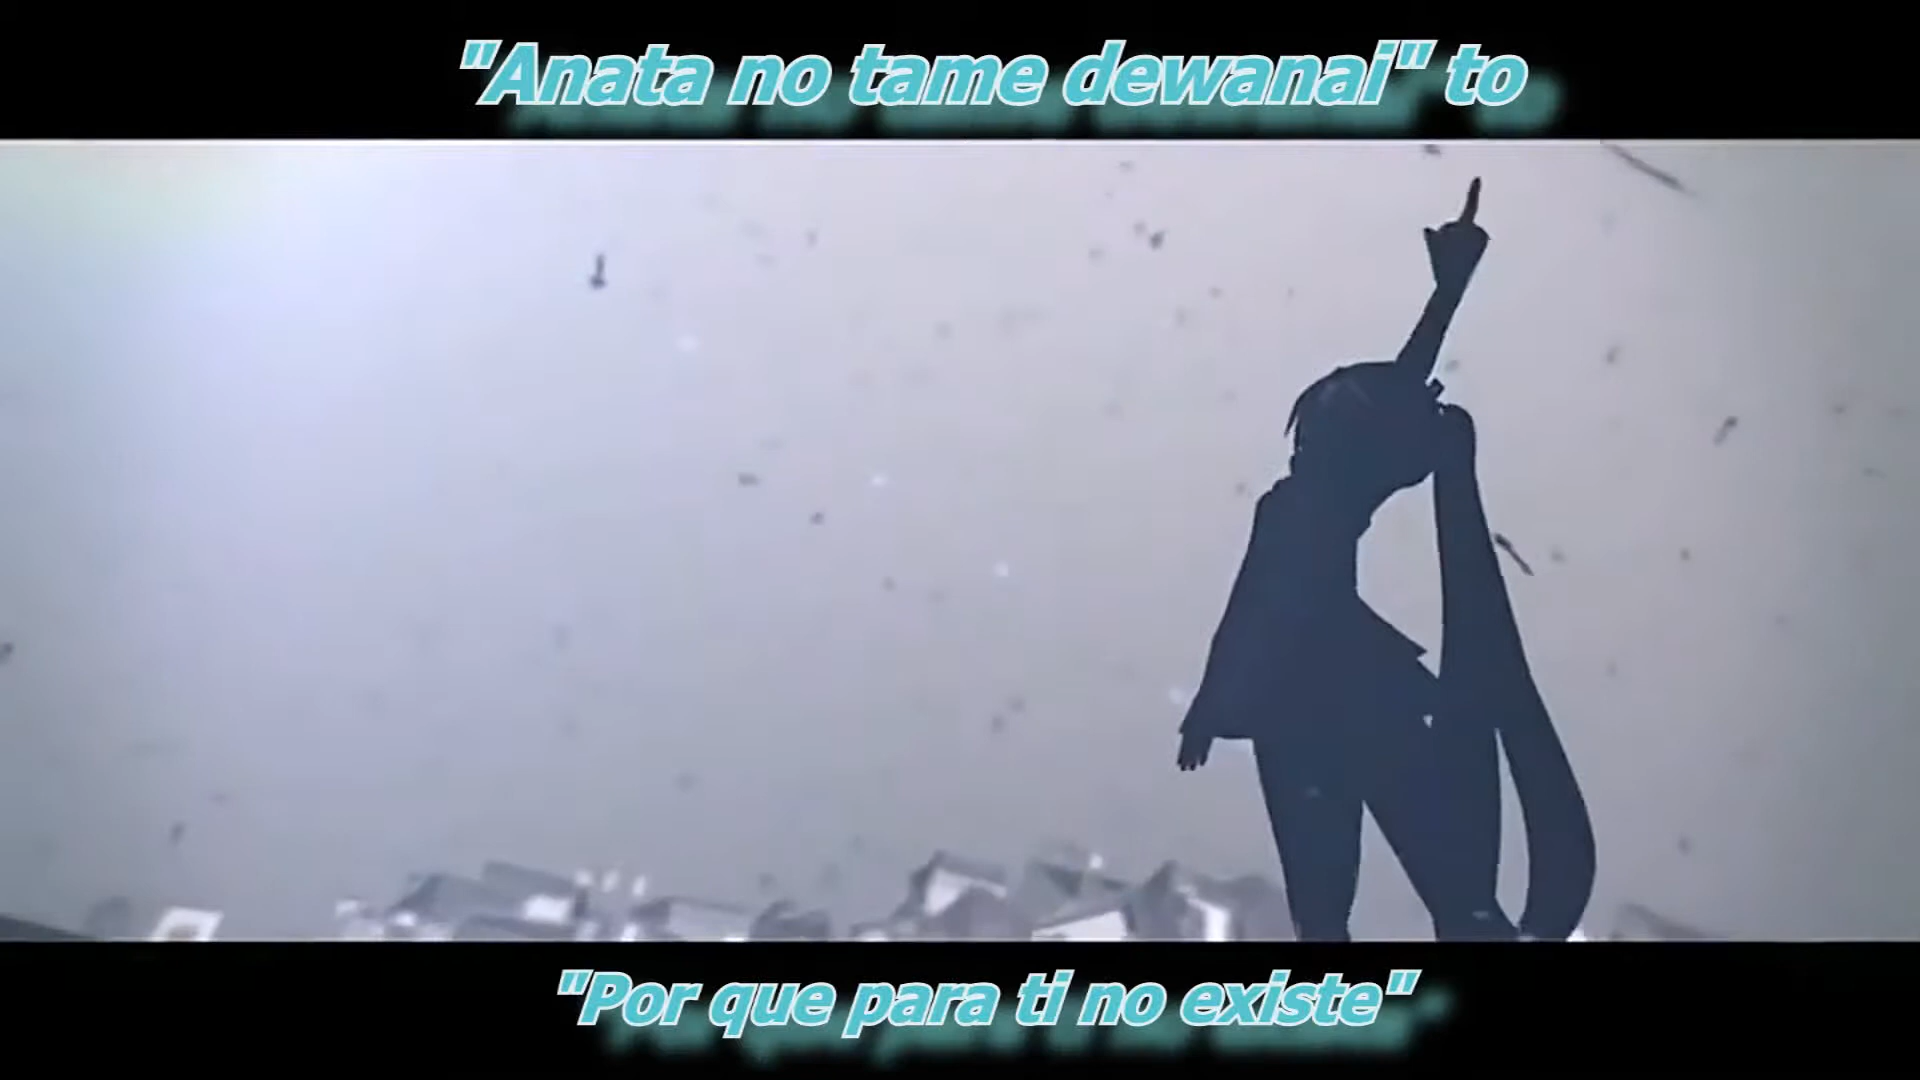 "Anata no tame dewanai" to
"Por que para ti no existe"